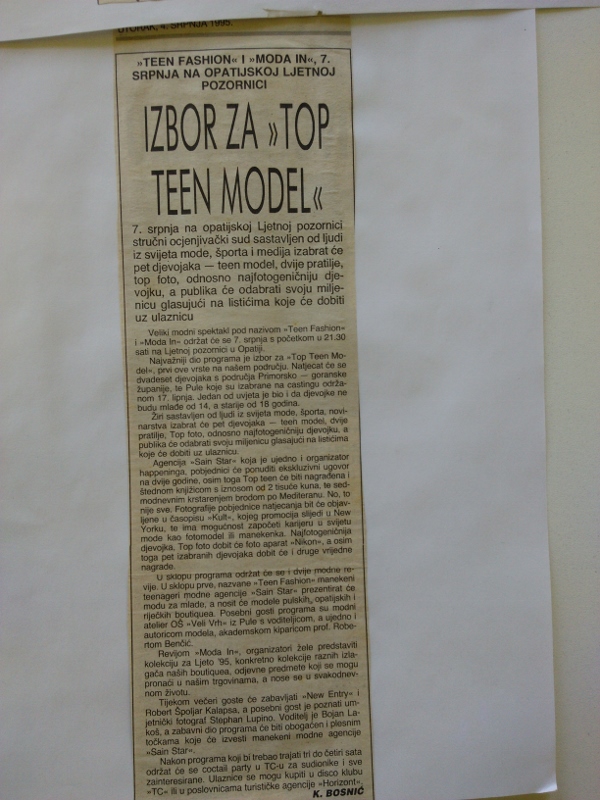 UTORAK, 4. SRPNJA 1995.
»TEEN FASHION« I »MODA IN«, 7.
SRPNJA NA OPATIJSKOJ LJETNOJ
POZORNICI
IZBOR ZA »TOP
TEEN MODEL«
7. srpnja na opatijskoj Ljetnoj pozornici
stručni ocjenjivački sud sastavljen od ljudi
iz svijeta mode, športa i medija izabrat će
pet djevojaka — teen model, dvije pratilje,
top foto, odnosno najfotogeničniju dje-
vojku, a publika će odabrati svoju milje-
nicu glasujući na listićima koje će dobiti
uz ulaznicu
Veliki modni spektakl pod nazivom »Teen Fashion«
i »Moda In« održat će se 7. srpnja s početkom u 21.30
sati na Ljetnoj pozornici u Opatiji.
Najvažniji dio programa je izbor za »Top Teen Mo-
del«, prvi ove vrste na našem području. Natjecat će se
dvadeset djevojaka s područja Primorsko — goranske
županije, te Pule koje su izabrane na castingu održa-
nom 17. lipnja. Jedan od uvjeta je bio i da djevojke ne
budu mlađe od 14, a starije od 18 godina.
Žiri sastavljen od ljudi iz svijeta mode, športa, novi-
narstva izabrat će pet djevojaka — teen model, dvije
pratilje, Top foto, odnosno najfotogeničniju djevojku, a
publika će odabrati svoju miljenicu glasujući na listićima
koje će dobiti uz ulaznicu.
Agencija »Sain Star« koja je ujedno i organizator
happeninga, pobjednici će ponuditi ekskluzivni ugovor
na dvije godine, osim toga Top teen će biti nagrađena i
štednom knjižicom s iznosom od 2 tisuće kuna, te sed-
modnevnim krstarenjem brodom po Mediteranu. No, to
nije sve. Fotografije pobjednice natjecanja bit će objav-
ljene u časopisu »Kult«, kojeg promocija slijedi u New
Yorku, te ima mogućnost započeti karijeru u svijetu
mode kao fotomodel ili manekenka. Najfotogeničnija
djevojka, Top foto dobit će foto aparat »Nikon«, a osim
toga pet izabranih djevojaka dobit će i druge vrijedne
nagrade.
U sklopu programa održat će se i dvije modne re-
vije. U sklopu prve, nazvane »Teen Fashion« manekeni
teenageri modne agencije »Sain Star« prezentirat će
modu za mlade, a nosit će modele pulskih, opatijskih i
riječkih boutiquea. Posebni gosti programa su modni
atelier OŠ »Veli Vrh« iz Pule s voditeljicom, a ujedno i
autoricom modela, akademskom kiparicom prof. Robe-
rtom Benčić.
Revijom »Moda In«, organizatori žele predstaviti
kolekciju za Ljeto '95, konkretno kolekcije raznih izla-
gača naših boutiquea, odjevne predmete koji se mogu
pronaći u našim trgovinama, a nose se u svakodnev-
nom životu.
Tijekom večeri goste će zabavljati »New Entry« i
Robert Špoljar Kalapsa, a posebni gost je poznati um-
jetnički fotograf Stephan Lupino. Voditelj je Bojan La-
koš, a zabavni dio programa će biti obogaćen i plesnim
točkama koje će izvesti manekeni modne agencije
»Sain Star«.
Nakon programa koji bi trebao trajati tri do četiri sata
održat će se coctail party u TC-u za sudionike i sve
zainteresirane. Ulaznice se mogu kupiti u disco klubu
»TC« ili u poslovnicama turističke agencije »Horizont«,
K. BOSNIĆ